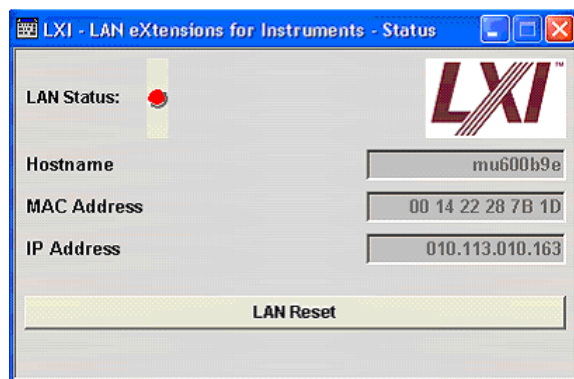 LXI - LAN eXtensions for Instruments - Status
LAN Status:
LXI™
Hostname mu600b9e
MAC Address 00 14 22 28 7B 1D
IP Address 010.113.010.163
LAN Reset